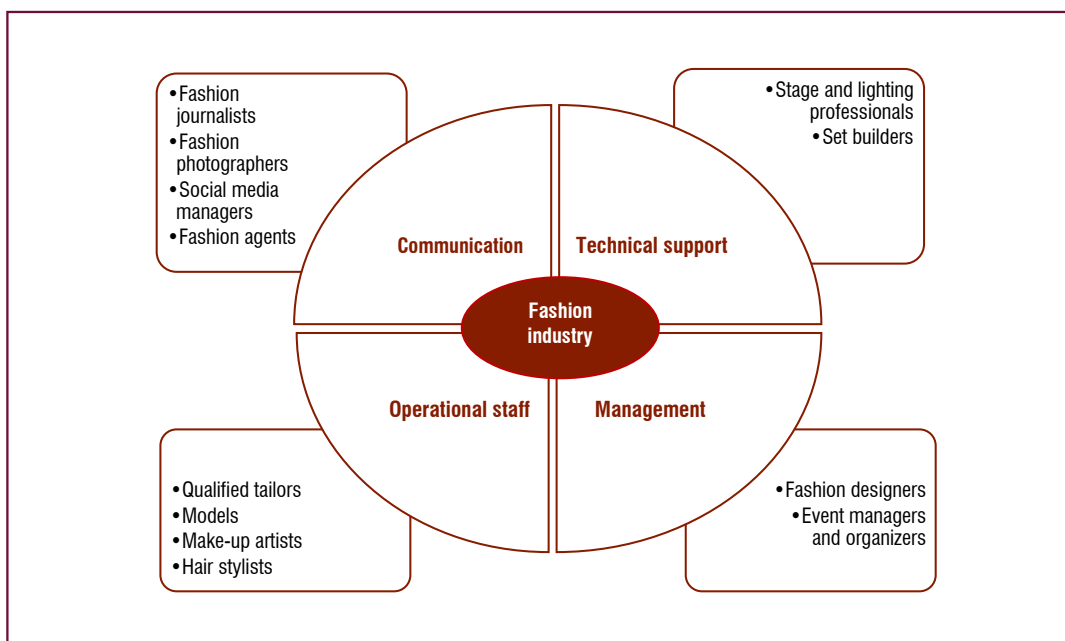 •Fashion
journalists
•Fashion
photographers
•Social media
managers
•Fashion agents
•Stage and lighting
professionals
•Set builders
Communication
Technical support
Fashion
industry
Operational staff
Management
•Qualified tailors
•Models
•Make-up artists
•Hair stylists
•Fashion designers
•Event managers
and organizers